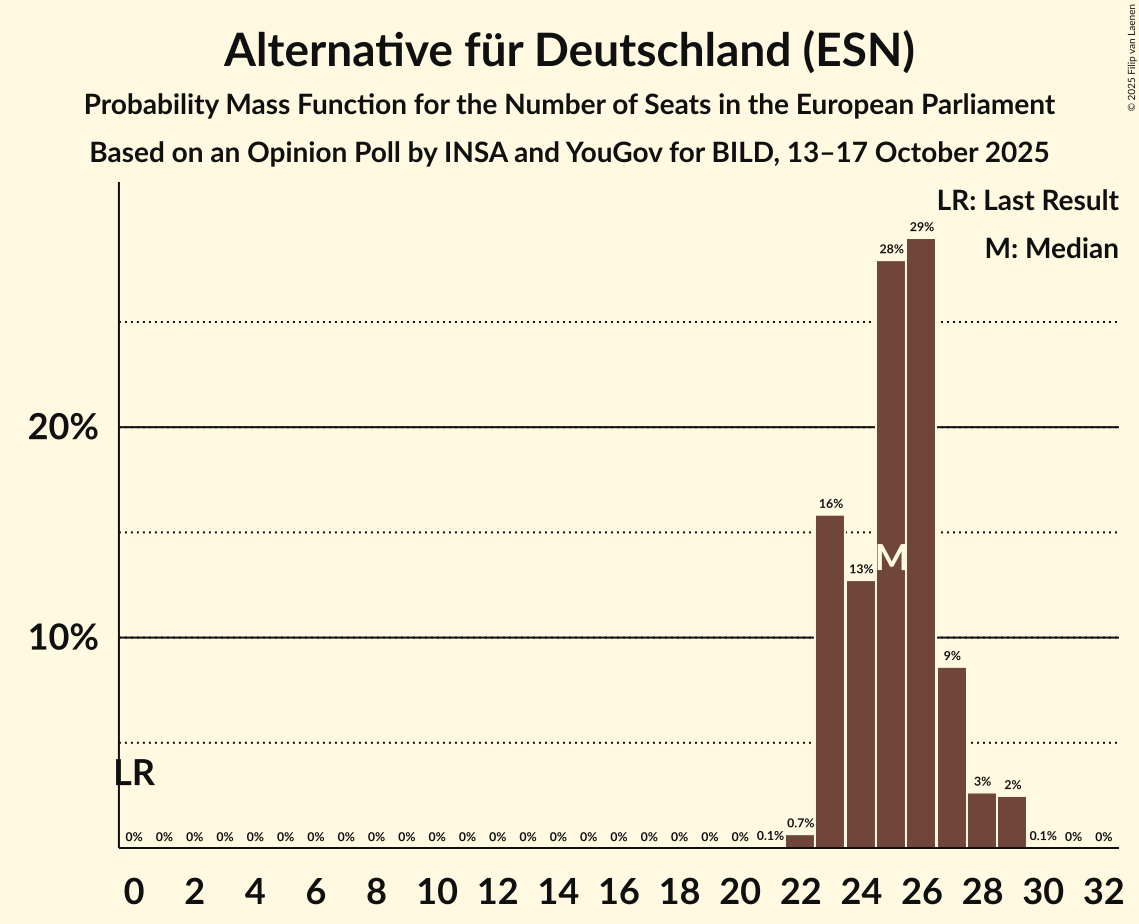 © 2025 Filip van Laenen
Alternative für Deutschland (ESN)
Probability Mass Function for the Number of Seats in the European Parliament
Based on an Opinion Poll by INSA and YouGov for BILD, 13–17 October 2025
LR: Last Result
M: Median
29%
28%
20%
16%
13%
M
10%
9%
LR
3%
2%
0% 0% 0% 0% 0% 0% 0% 0% 0% 0% 0% 0% 0% 0% 0% 0% 0% 0% 0% 0% 0% 0.1% 0.7% 0.1% 0% 0%
0 2 4 6 8 10 12 14 16 18 20 22 24 26 28 30 32